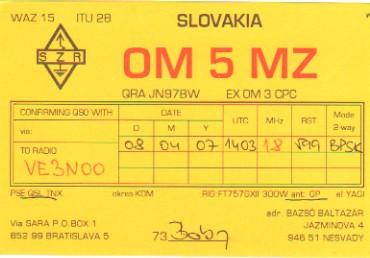 WAZ 15 ITU 28 SLOVAKIA
SZR
OM 5 MZ
QRA JN97BW EX OM 3 CPC
CONFIRMING QSO WITH DATE UTC MHz RST Mode 2-way
via: D M Y
TO RADIO 08 04 07 1403 1.8 599 BPSK
VE3NOO
PSE QSL TNX okres-KOM RIG:FT757GXII 300W ant: GP el YAGI
Via SARA P.O.BOX 1 adr. BAZSÓ BALTAZÁR
852 99 BRATISLAVA 5 73 JAZMINOVA 4
946 51 NESVADY